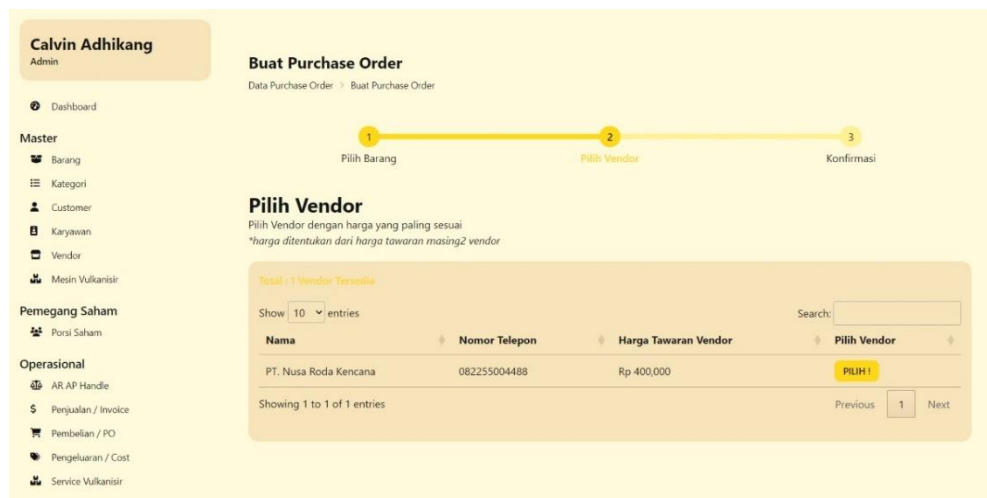 Calvin Adhikang
Admin
Dashboard
Master
Barang
Kategori
Customer
Karyawan
Vendor
Mesin Vulkanisir
Pemegang Saham
Porsi Saham
Operasional
AR AP Handle
Penjualan / Invoice
Pembelian / PO
Pengeluaran / Cost
Service Vulkanisir
Buat Purchase Order
Data Purchase Order > Buat Purchase Order
1 2 3
Pilih Barang Pilih Vendor Konfirmasi
Pilih Vendor
Pilih Vendor dengan harga yang paling sesuai
*harga ditentukan dari harga tawaran masing2 vendor
Total : 1 Vendor Tersedia
Show 10 entries Search:
Nama Nomor Telepon Harga Tawaran Vendor Pilih Vendor
PT. Nusa Roda Kencana 082255004488 Rp 400,000 PILIH !
Showing 1 to 1 of 1 entries Previous 1 Next